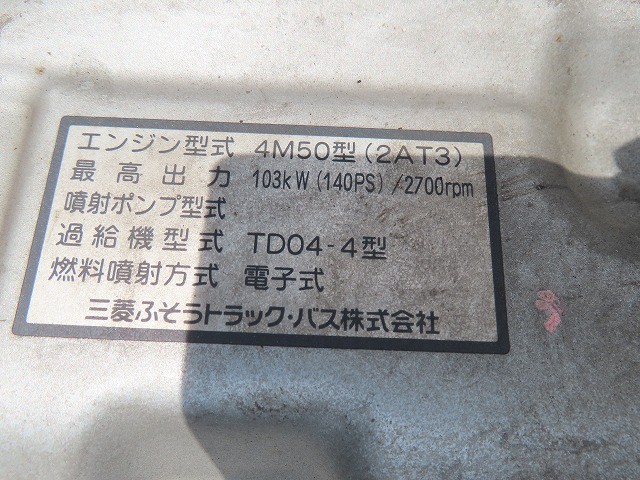 エンジン型式 4M50型(2AT3)
最高出力 103kW(140PS)/2700rpm
噴射ポンプ型式
過給機型式 TD04-4型
燃料噴射方式 電子式
三菱ふそうトラック・バス株式会社